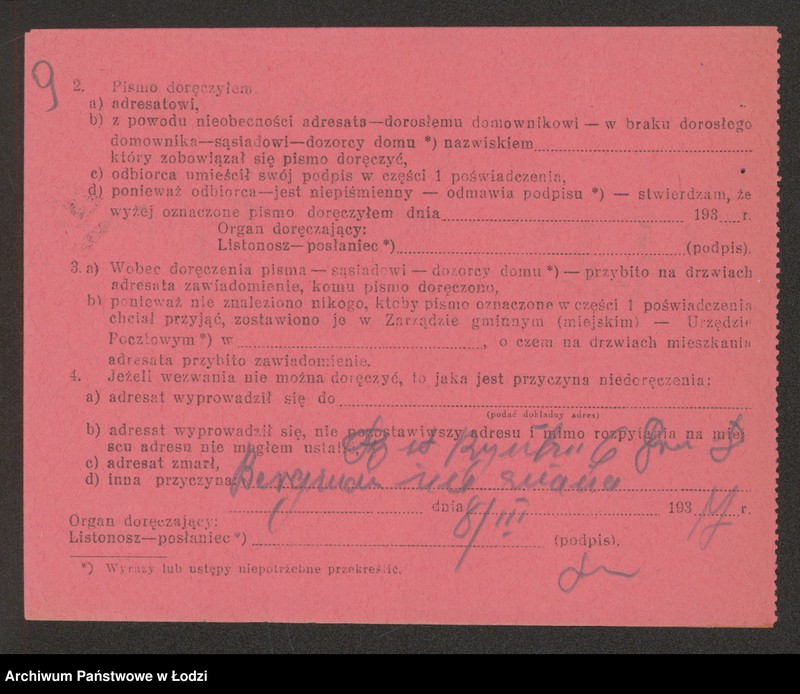 9
2. Pismo doręczyłem
a) adresatowi,
b) z powodu nieobecności adresata—dorosłemu domownikowi — w braku dorosłego
domownika—sąsiadowi—dozorcy domu *) nazwiskiem
który zobowiązał się pismo doręczyć,
c) odbiorca umieścił swój podpis w części 1 poświadczenia,
d) ponieważ odbiorca—jest niepiśmienny — odmawia podpisu *) — stwierdzam, że
wyżej oznaczone pismo doręczyłem dnia 193 r.
Organ doręczający:
Listonosz—posłaniec *) (podpis).
3. a) Wobec doręczenia pisma — sąsiadowi — dozorcy domu *) — przybito na drzwiach
adresata zawiadomienie, komu pismo doręczono,
b) ponieważ nie znaleziono nikogo, ktoby pismo oznaczone w części 1 poświadczenia
chciał przyjąć, zostawiono je w Zarządzie gminnym (miejskim) — Urzędzie
Pocztowym *) w , o czem na drzwiach mieszkania
adresata przybito zawiadomienie.
4. Jeżeli wezwania nie można doręczyć, to jaka jest przyczyna niedoręczenia:
a) adresat wyprowadził się do
(podać dokładny adres)
b) adresat wyprowadził się, nie pozostawiwszy adresu i mimo rozpytania na miej
scu adresu nie mogłem ustalić
c) adresat zmarł,
d) inna przyczyna: Bergman
dnia 8/III 193 r.
Organ doręczający:
Listonosz—posłaniec *) (podpis).
*) Wyrazy lub ustępy niepotrzebne przekreślić.
Archiwum Państwowe w Łodzi